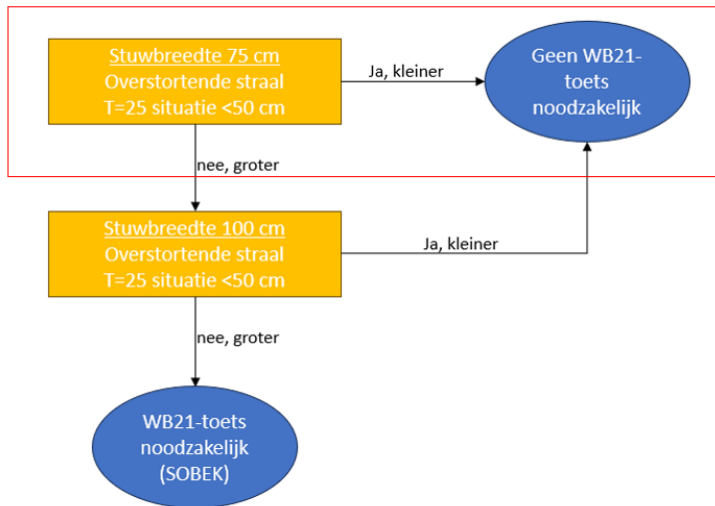 Stuwbreedte 75 cm
Overstortende straal
T=25 situatie <50 cm
Ja, kleiner
Geen WB21-
toets
noodzakelijk
nee, groter
Stuwbreedte 100 cm
Overstortende straal
T=25 situatie <50 cm
Ja, kleiner
nee, groter
WB21-toets
noodzakelijk
(SOBEK)